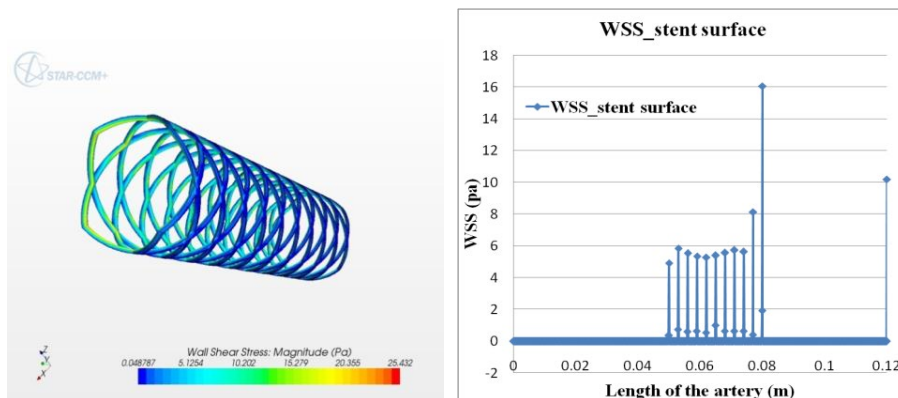 STAR-CCM+
Z
Y
X
Wall Shear Stress: Magnitude (Pa)
0.048787 5.1254 10.202 15.279 20.355 25.432
WSS_stent surface
18
16
14
12
10
8
6
4
2
0
-2
WSS (pa)
WSS_stent surface
0 0.02 0.04 0.06 0.08 0.1 0.12
Length of the artery (m)